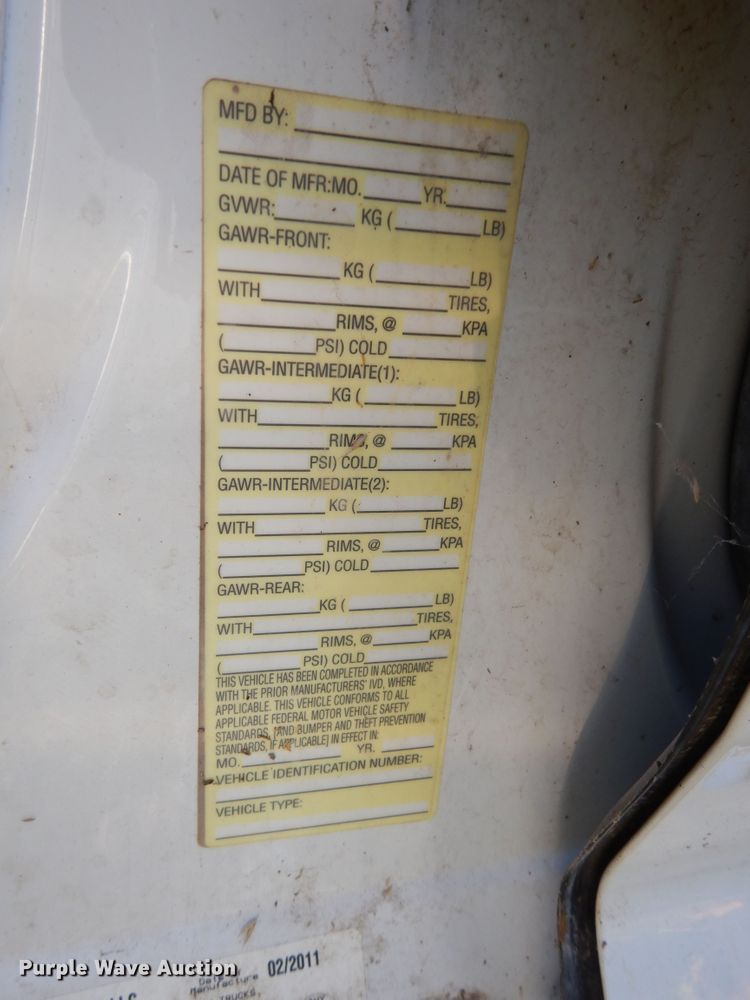 MFD BY:
DATE OF MFR:MO. YR.
GVWR: KG ( LB)
GAWR-FRONT:
KG ( LB)
WITH TIRES,
RIMS, @ KPA
( PSI) COLD
GAWR-INTERMEDIATE(1):
KG ( LB)
WITH TIRES,
RIMS, @ KPA
( PSI) COLD
GAWR-INTERMEDIATE(2):
KG ( LB)
WITH TIRES,
RIMS, @ KPA
( PSI) COLD
GAWR-REAR:
KG ( LB)
WITH TIRES,
RIMS, @ KPA
( PSI) COLD
THIS VEHICLE HAS BEEN COMPLETED IN ACCORDANCE
WITH THE PRIOR MANUFACTURERS' IVD, WHERE
APPLICABLE. THIS VEHICLE CONFORMS TO ALL
APPLICABLE FEDERAL MOTOR VEHICLE SAFETY
STANDARDS, [AND BUMPER AND THEFT PREVENTION
STANDARDS, IF APPLICABLE] IN EFFECT IN:
MO. YR.
VEHICLE IDENTIFICATION NUMBER:
VEHICLE TYPE:
Date of
Manufacture 02/2011
LLC
TRUCKS,
Purple Wave Auction